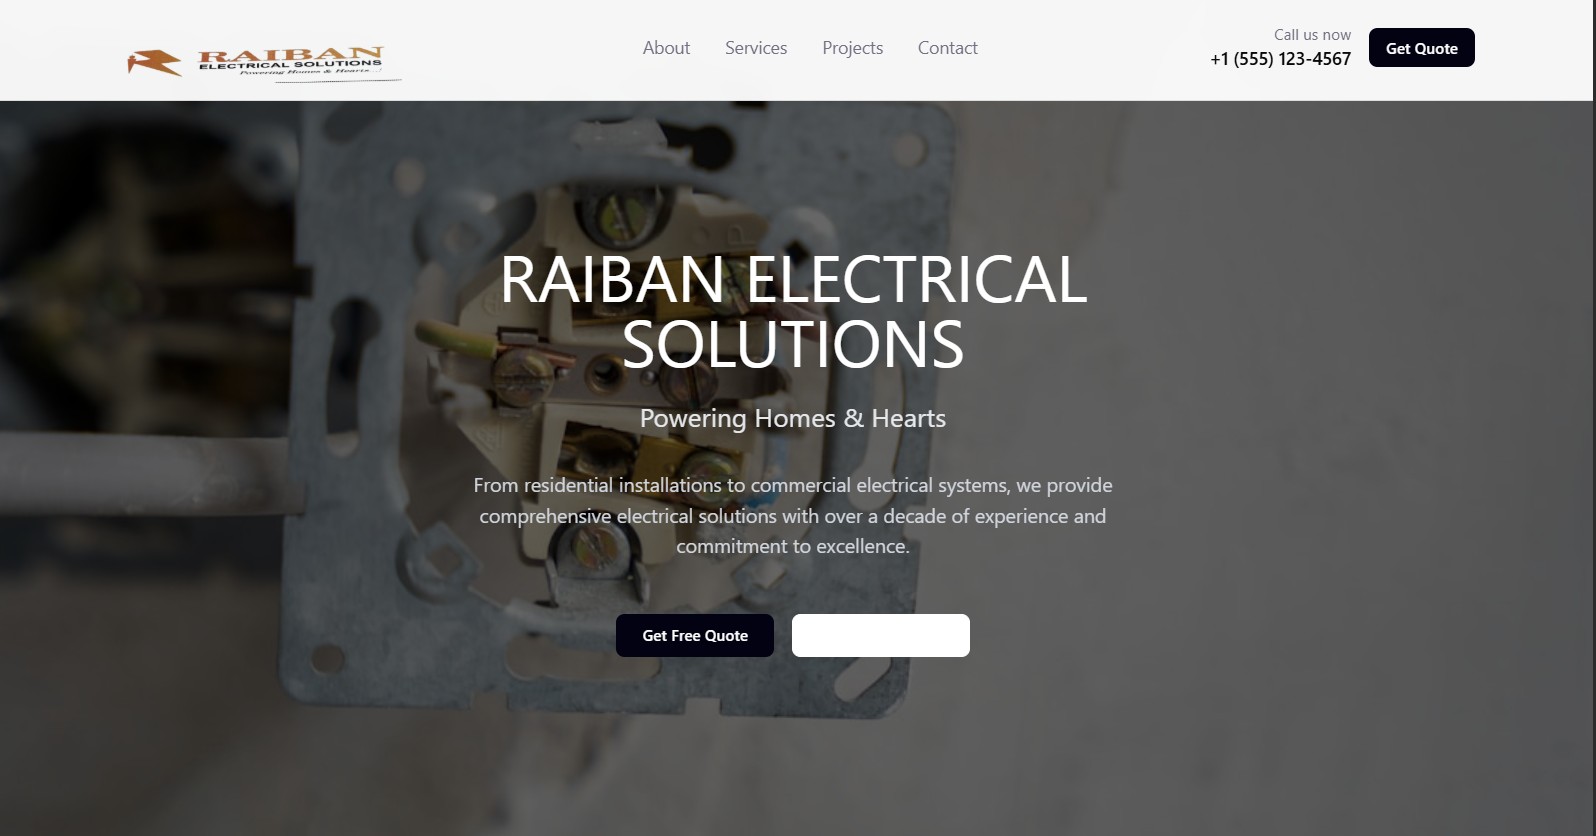 RAIBAN
ELECTRICAL SOLUTIONS
Powering Homes & Hearts...!
About
Services
Projects
Contact
Call us now
+1 (555) 123-4567
Get Quote
RAIBAN ELECTRICAL
SOLUTIONS
Powering Homes & Hearts
From residential installations to commercial electrical systems, we provide
comprehensive electrical solutions with over a decade of experience and
commitment to excellence.
Get Free Quote